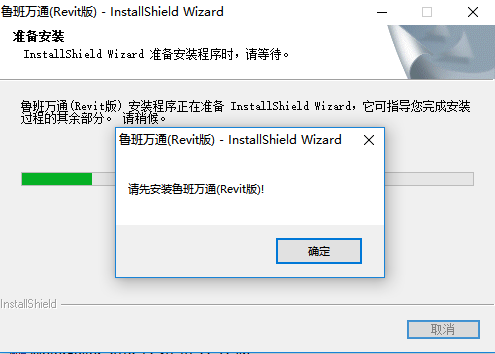 鲁班万通(Revit版) - InstallShield Wizard
准备安装
InstallShield Wizard 准备安装程序时，请等待。
鲁班万通(Revit版) 安装程序正在准备 InstallShield Wizard，它可指导您完成安装
过程的其余部分。 请稍候。
鲁班万通(Revit版) - InstallShield Wizard
请先安装鲁班万通(Revit版)!
确定
InstallShield
取消